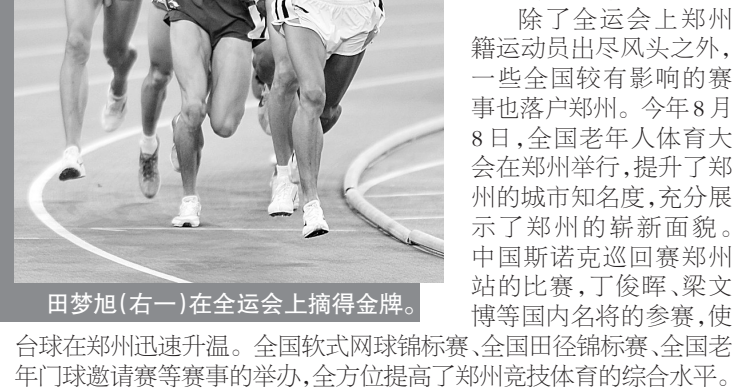 除了全运会上郑州
籍运动员出尽风头之外,
一些全国较有影响的赛
事也落户郑州。今年8月
8日,全国老年人体育大
会在郑州举行,提升了郑
州的城市知名度,充分展
示了郑州的崭新面貌。
中国斯诺克巡回赛郑州
站的比赛,丁俊晖、梁文
博等国内名将的参赛,使
台球在郑州迅速升温。全国软式网球锦标赛、全国田径锦标赛、全国老
年门球邀请赛等赛事的举办,全方位提高了郑州竞技体育的综合水平。
田梦旭(右一)在全运会上摘得金牌。